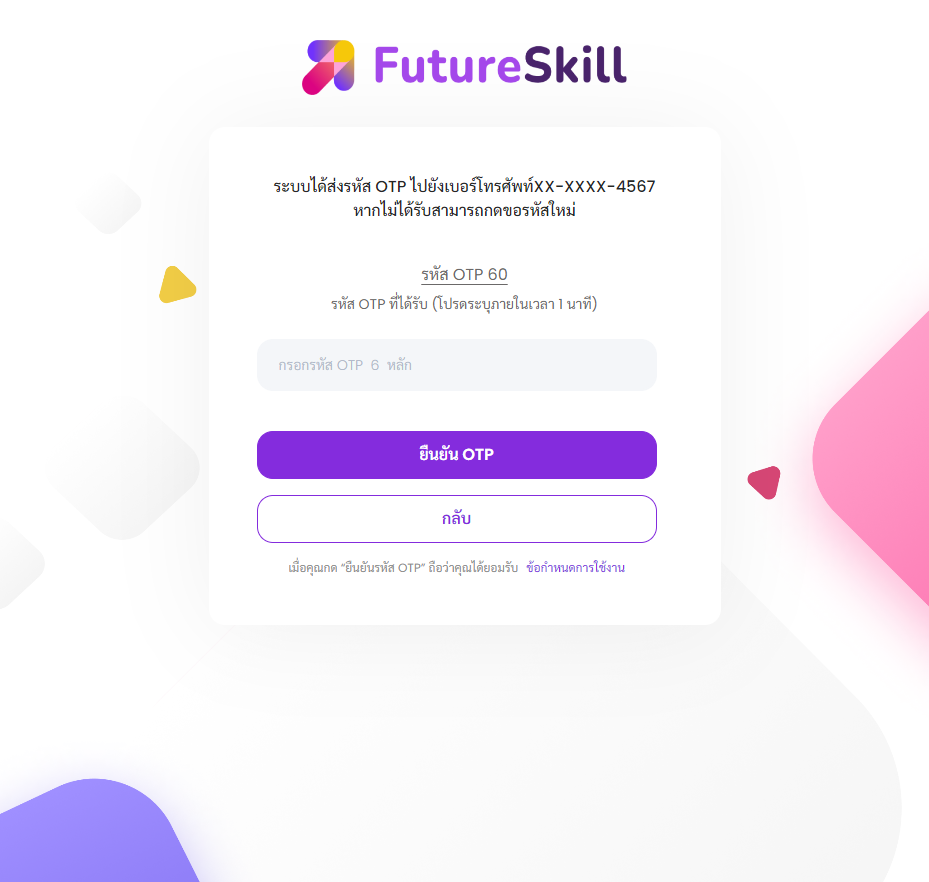 FutureSkill
ระบบได้ส่งรหัส OTP ไปยังเบอร์โทรศัพท์XX-XXXX-4567
หากไม่ได้รับสามารถกดขอรหัสใหม่
รหัส OTP 60
รหัส OTP ที่ได้รับ (โปรดระบุภายในเวลา 1 นาที)
กรอกรหัส OTP 6 หลัก
ยืนยัน OTP
กลับ
เมื่อคุณกด "ยืนยันรหัส OTP" ถือว่าคุณได้ยอมรับ ข้อกำหนดการใช้งาน